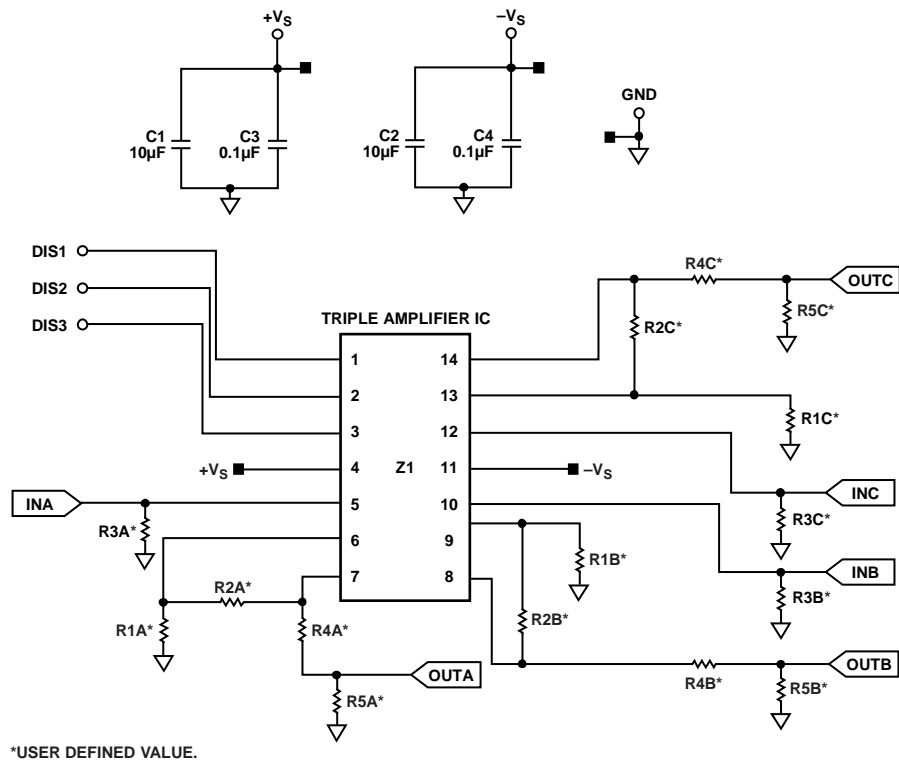 +VS
−VS
C1
10µF
C3
0.1µF
C2
10µF
C4
0.1µF
GND
DIS1
DIS2
DIS3
TRIPLE AMPLIFIER IC
R4C*
OUTC
R2C*
R5C*
1
14
2
13
R1C*
3
12
+VS
4
Z1
11
−VS
INA
5
10
INC
R3A*
R3C*
6
9
R1B*
INB
7
8
R2A*
R3B*
R1A*
R4A*
R2B*
OUTA
R4B*
OUTB
R5A*
R5B*
*USER DEFINED VALUE.